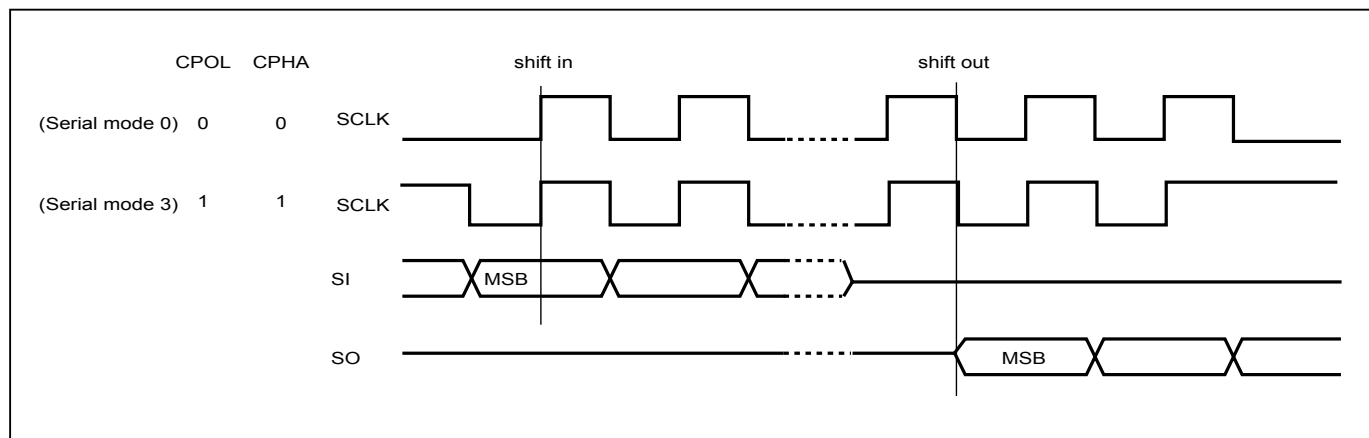 CPOL CPHA shift in shift out
(Serial mode 0) 0 0 SCLK
(Serial mode 3) 1 1 SCLK
SI MSB
SO MSB